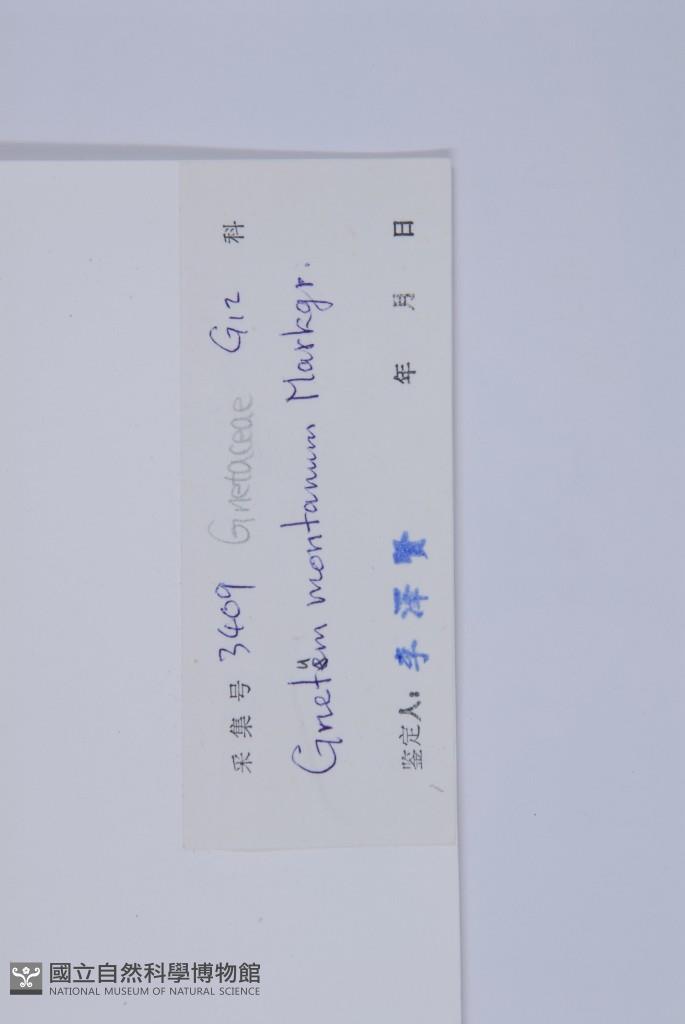 采集号 3409 Gnetaceae G12 科
Gnetum montanum Markgr.
鉴定人: 李泽贤 年 月 日
國立自然科學博物館
NATIONAL MUSEUM OF NATURAL SCIENCE